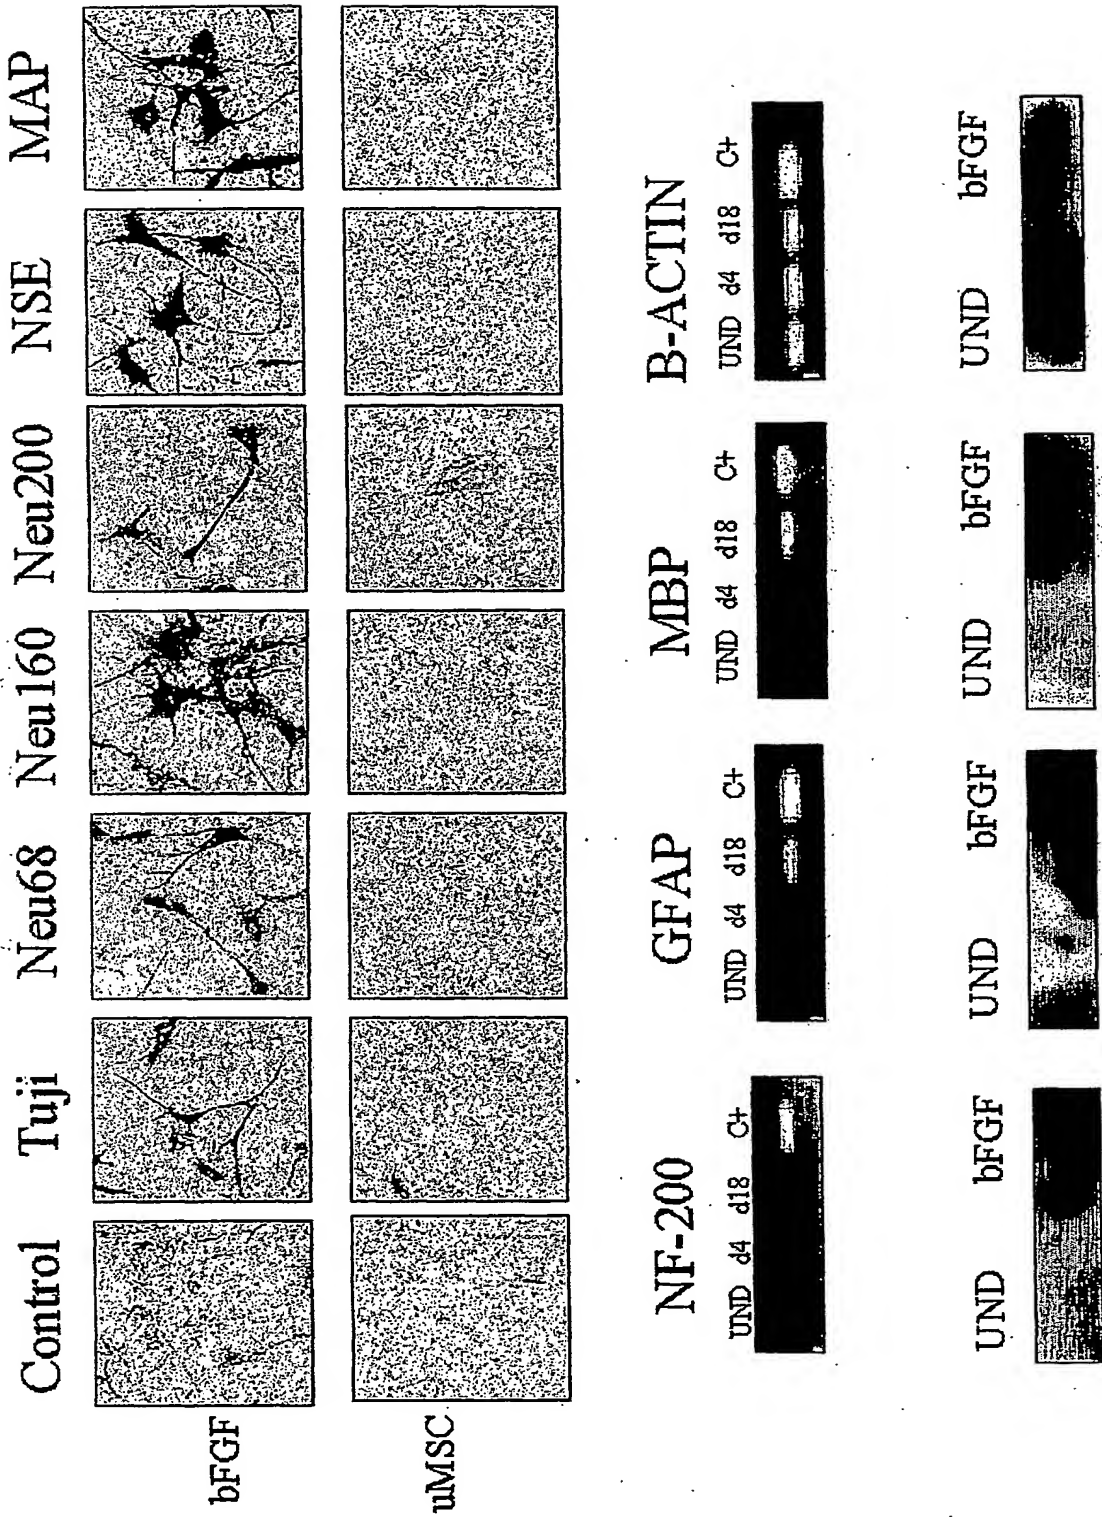 Control Tuji Neu68 Neu160 Neu200 NSE MAP
bFGF
uMSC
NF-200 GFAP MBP B-ACTIN
UND d4 d18 C+ UND d4 d18 C+ UND d4 d18 C+ UND d4 d18 C+
UND bFGF UND bFGF UND bFGF UND bFGF